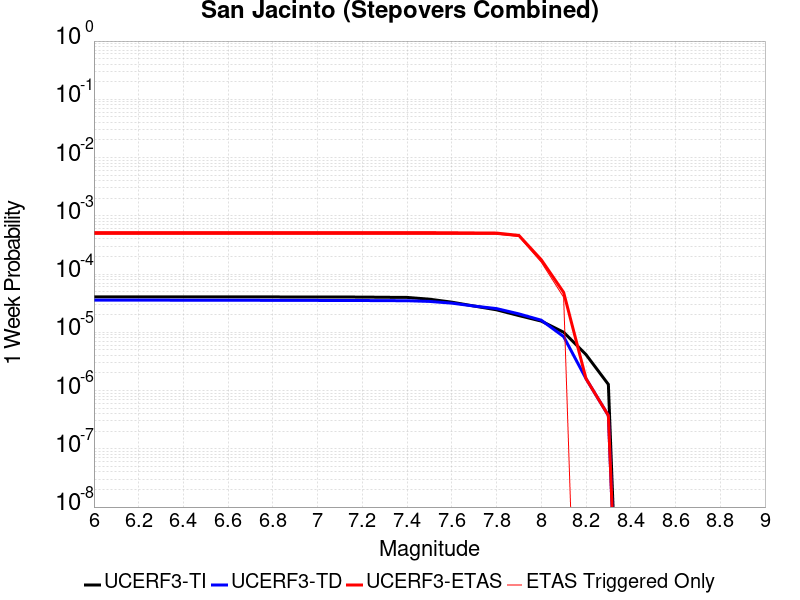 San Jacinto (Stepovers Combined)
10^0
10^-1
10^-2
10^-3
10^-4
10^-5
10^-6
10^-7
10^-8
1 Week Probability
6 6.2 6.4 6.6 6.8 7 7.2 7.4 7.6 7.8 8 8.2 8.4 8.6 8.8 9
Magnitude
UCERF3-TI UCERF3-TD UCERF3-ETAS ETAS Triggered Only